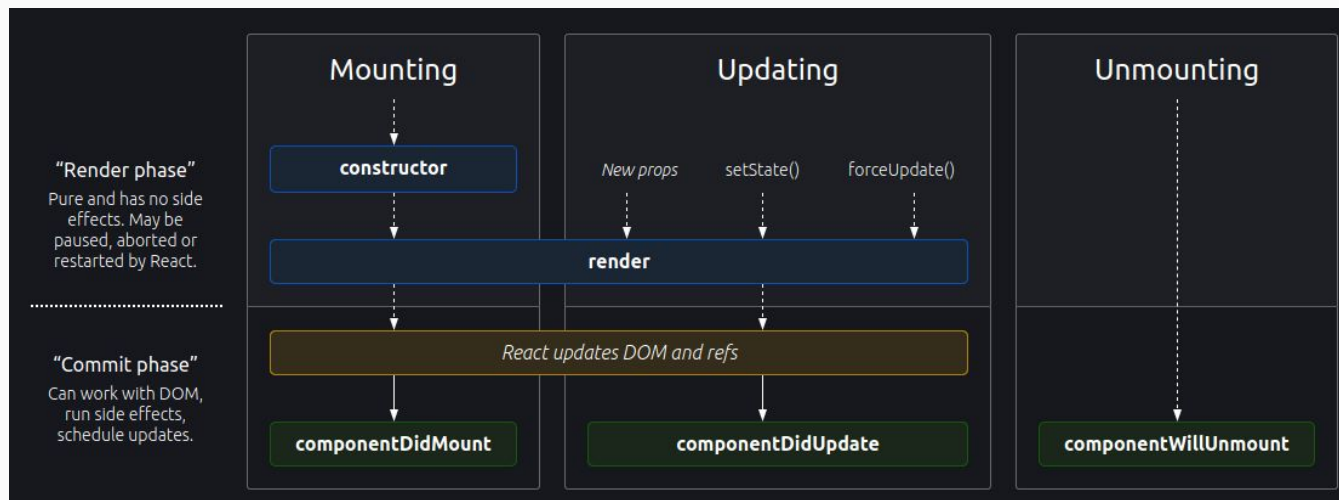 Mounting
Updating
Unmounting
“Render phase”
Pure and has no side
effects. May be
paused, aborted or
restarted by React.
constructor
New props
setState()
forceUpdate()
render
“Commit phase”
Can work with DOM,
run side effects,
schedule updates.
React updates DOM and refs
componentDidMount
componentDidUpdate
componentWillUnmount